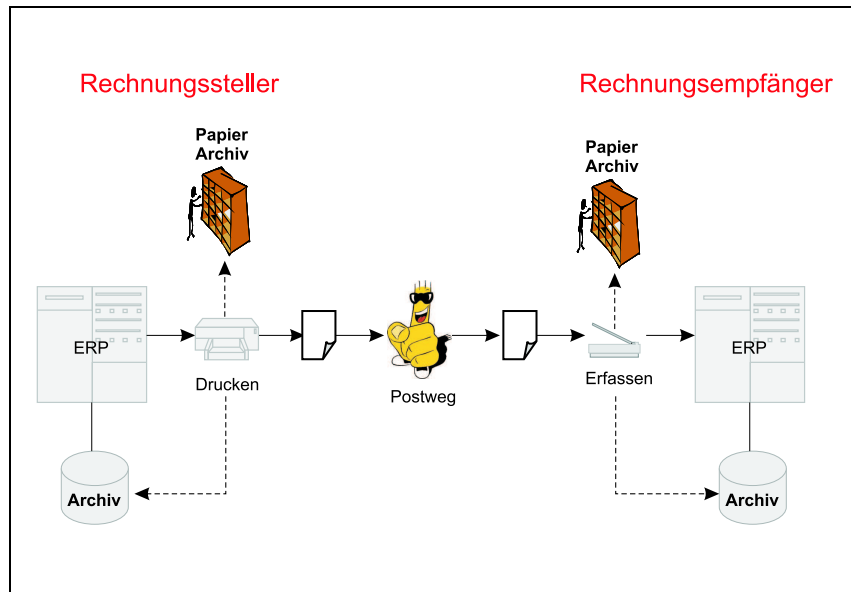 Rechnungssteller
Rechnungsempfänger
Papier
Archiv
Papier
Archiv
ERP
Drucken
Postweg
Erfassen
ERP
Archiv
Archiv